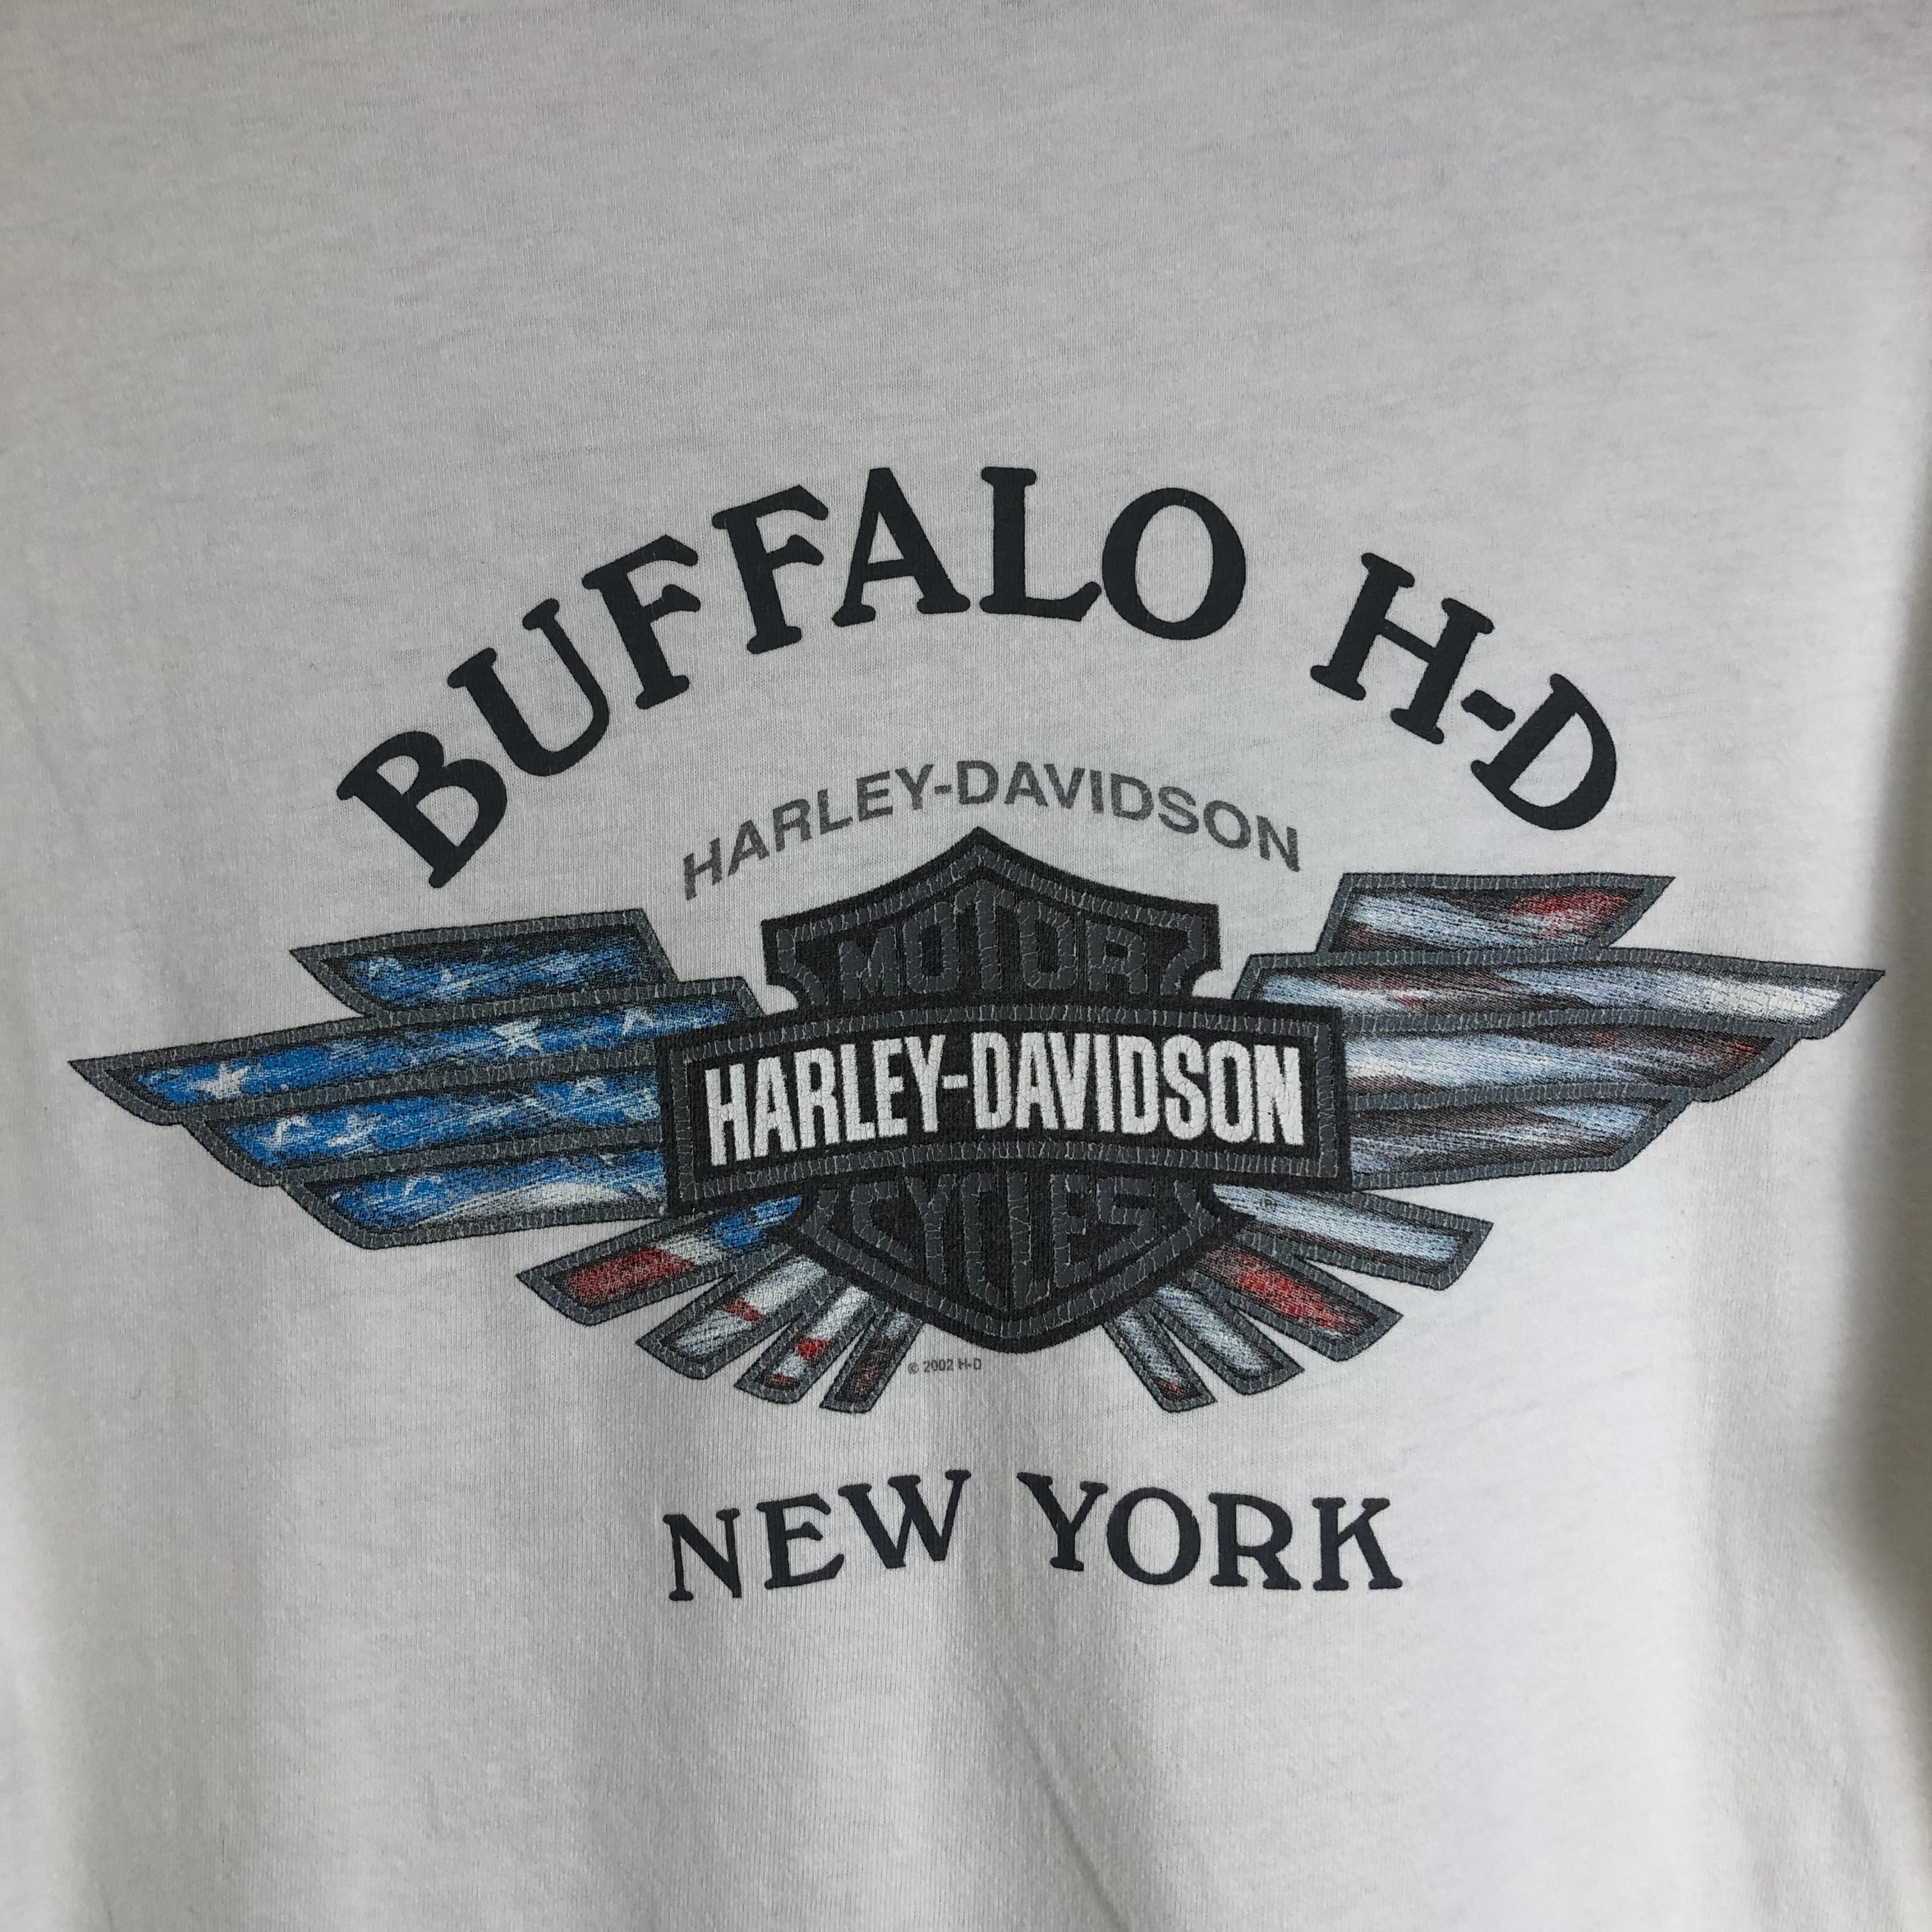 BUFFALO H-D
HARLEY-DAVIDSON
MOTOR
HARLEY-DAVIDSON
CYCLES
®
© 2002 H-D
NEW YORK